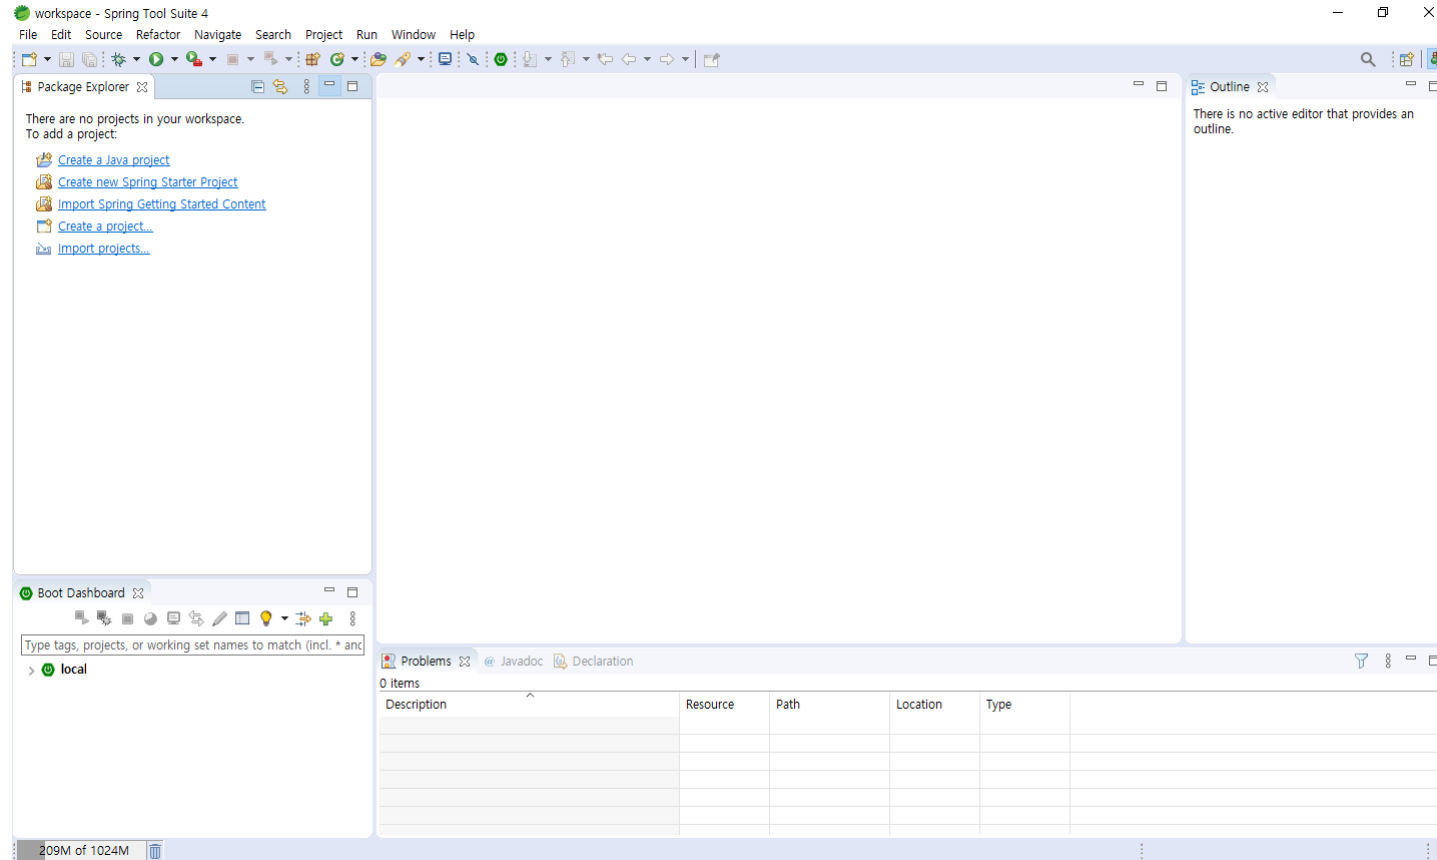 workspace - Spring Tool Suite 4
File Edit Source Refactor Navigate Search Project Run Window Help
Package Explorer
There are no projects in your workspace.
To add a project:
Create a Java project
Create new Spring Starter Project
Import Spring Getting Started Content
Create a project...
Import projects...
Outline
There is no active editor that provides an
outline.
Boot Dashboard
Type tags, projects, or working set names to match (incl. * and
local
Problems @ Javadoc Declaration
0 items
Description Resource Path Location Type
209M of 1024M